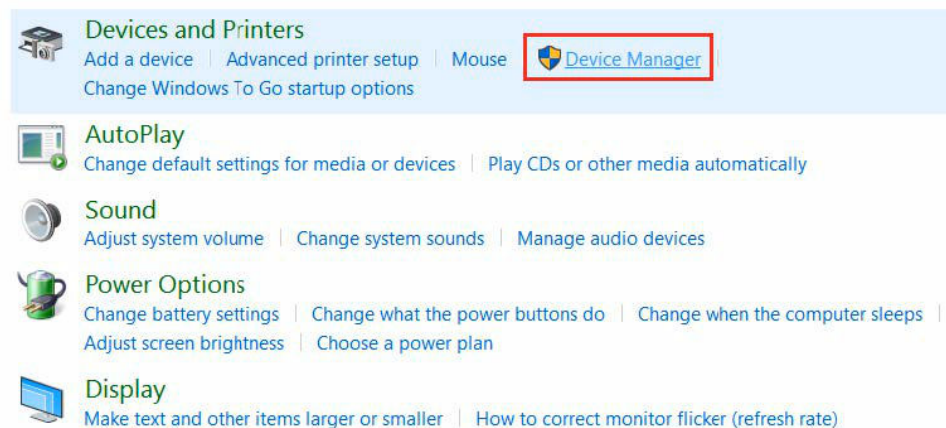 Devices and Printers
Add a device | Advanced printer setup | Mouse | Device Manager |
Change Windows To Go startup options
AutoPlay
Change default settings for media or devices | Play CDs or other media automatically
Sound
Adjust system volume | Change system sounds | Manage audio devices
Power Options
Change battery settings | Change what the power buttons do | Change when the computer sleeps |
Adjust screen brightness | Choose a power plan
Display
Make text and other items larger or smaller | How to correct monitor flicker (refresh rate)